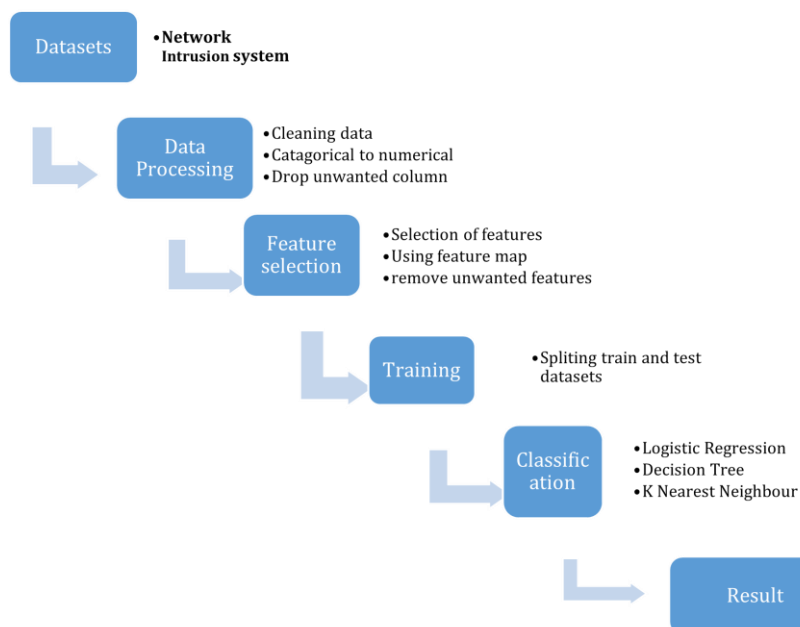 Datasets
•Network
Intrusion system
Data
Processing
•Cleaning data
•Catagorical to numerical
•Drop unwanted column
Feature
selection
•Selection of features
•Using feature map
•remove unwanted features
Training
•Spliting train and test
datasets
Classific
ation
•Logistic Regression
•Decision Tree
•K Nearest Neighbour
Result